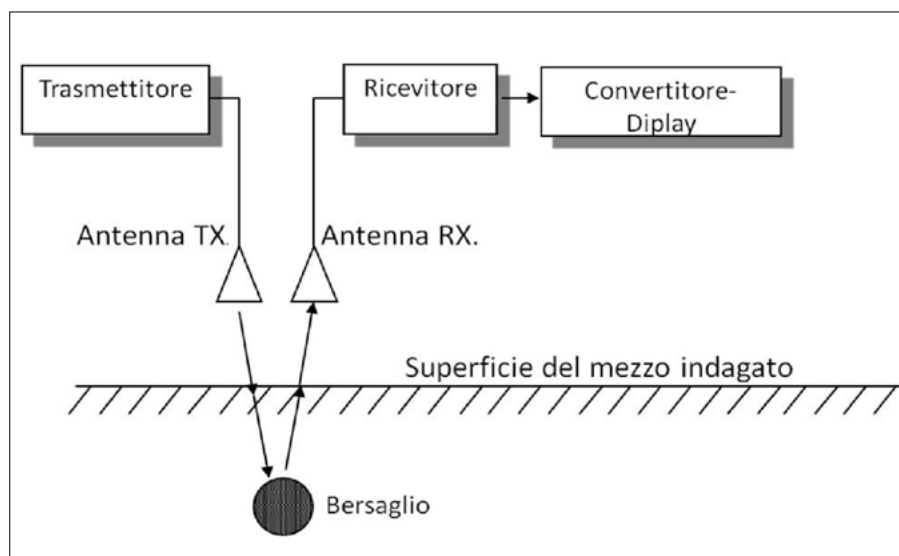 Trasmettitore
Ricevitore
Convertitore-
Diplay
Antenna TX.
Antenna RX.
Superficie del mezzo indagato
Bersaglio